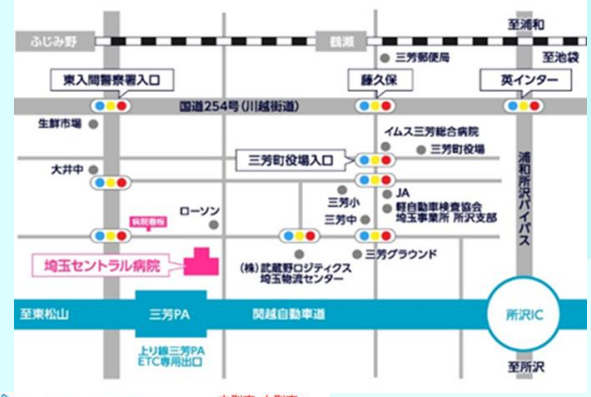 至浦和
ふじみ野
鶴瀬
三芳郵便局
至池袋
東入間警察署入口
藤久保
英インター
国道254号(川越街道)
生鮮市場
イムス三芳総合病院
三芳町役場
三芳町役場入口
大井中
浦和所沢バイパス
JA
三芳小
軽自動車検査協会
埼玉事業所 所沢支部
ローソン
三芳中
病院看板
三芳グラウンド
埼玉セントラル病院
(株)武蔵野ロジティクス
埼玉物流センター
至東松山
三芳PA
関越自動車道
所沢IC
上り線三芳PA
ETC専用出口
至所沢